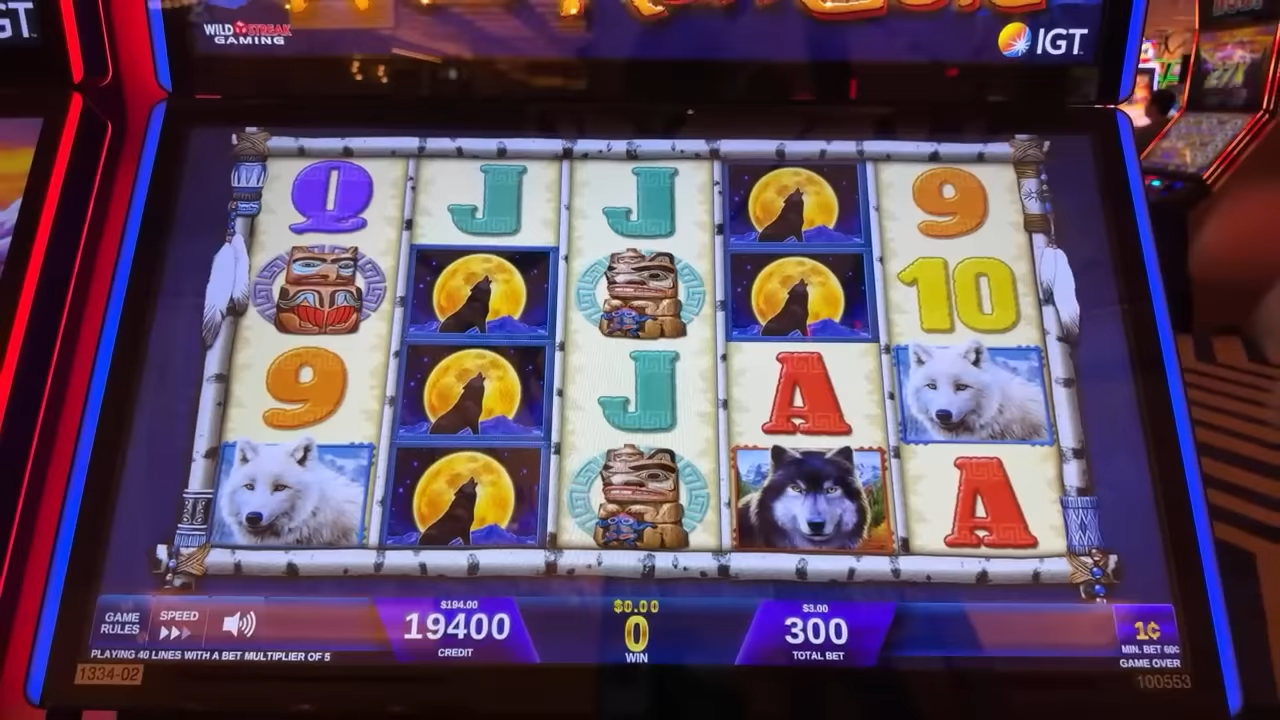 GT
WILD STREAK
GAMING
IGT
27X
Q J J 9
10
9 J A
A
GAME
RULES
SPEED
$194.00
19400
CREDIT
$0.00
0
WIN
$3.00
300
TOTAL BET
1¢
MIN. BET 60¢
GAME OVER
PLAYING 40 LINES WITH A BET MULTIPLIER OF 5
1334-02
100553